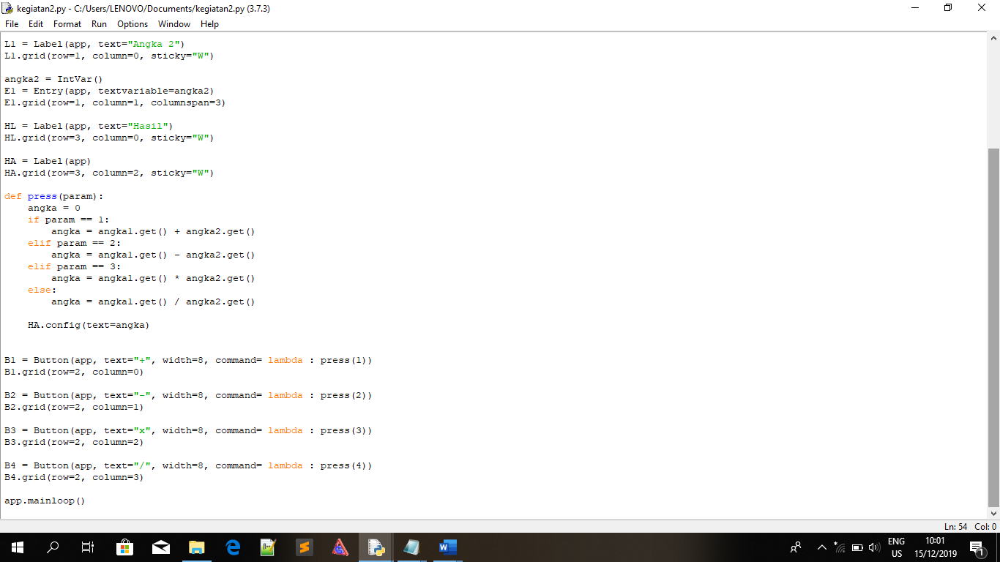 kegiatan2.py - C:/Users/LENOVO/Documents/kegiatan2.py (3.7.3)
File Edit Format Run Options Window Help
L1 = Label(app, text="Angka 2")
L1.grid(row=1, column=0, sticky="W")

angka2 = IntVar()
E1 = Entry(app, textvariable=angka2)
E1.grid(row=1, column=1, columnspan=3)

HL = Label(app, text="Hasil")
HL.grid(row=3, column=0, sticky="W")

HA = Label(app)
HA.grid(row=3, column=2, sticky="W")

def press(param):
    angka = 0
    if param == 1:
        angka = angka1.get() + angka2.get()
    elif param == 2:
        angka = angka1.get() - angka2.get()
    elif param == 3:
        angka = angka1.get() * angka2.get()
    else:
        angka = angka1.get() / angka2.get()

    HA.config(text=angka)


B1 = Button(app, text="+", width=8, command= lambda : press(1))
B1.grid(row=2, column=0)

B2 = Button(app, text="-", width=8, command= lambda : press(2))
B2.grid(row=2, column=1)

B3 = Button(app, text="x", width=8, command= lambda : press(3))
B3.grid(row=2, column=2)

B4 = Button(app, text="/", width=8, command= lambda : press(4))
B4.grid(row=2, column=3)

app.mainloop()
Ln: 54 Col: 0
ENG
US
10:01
15/12/2019
1